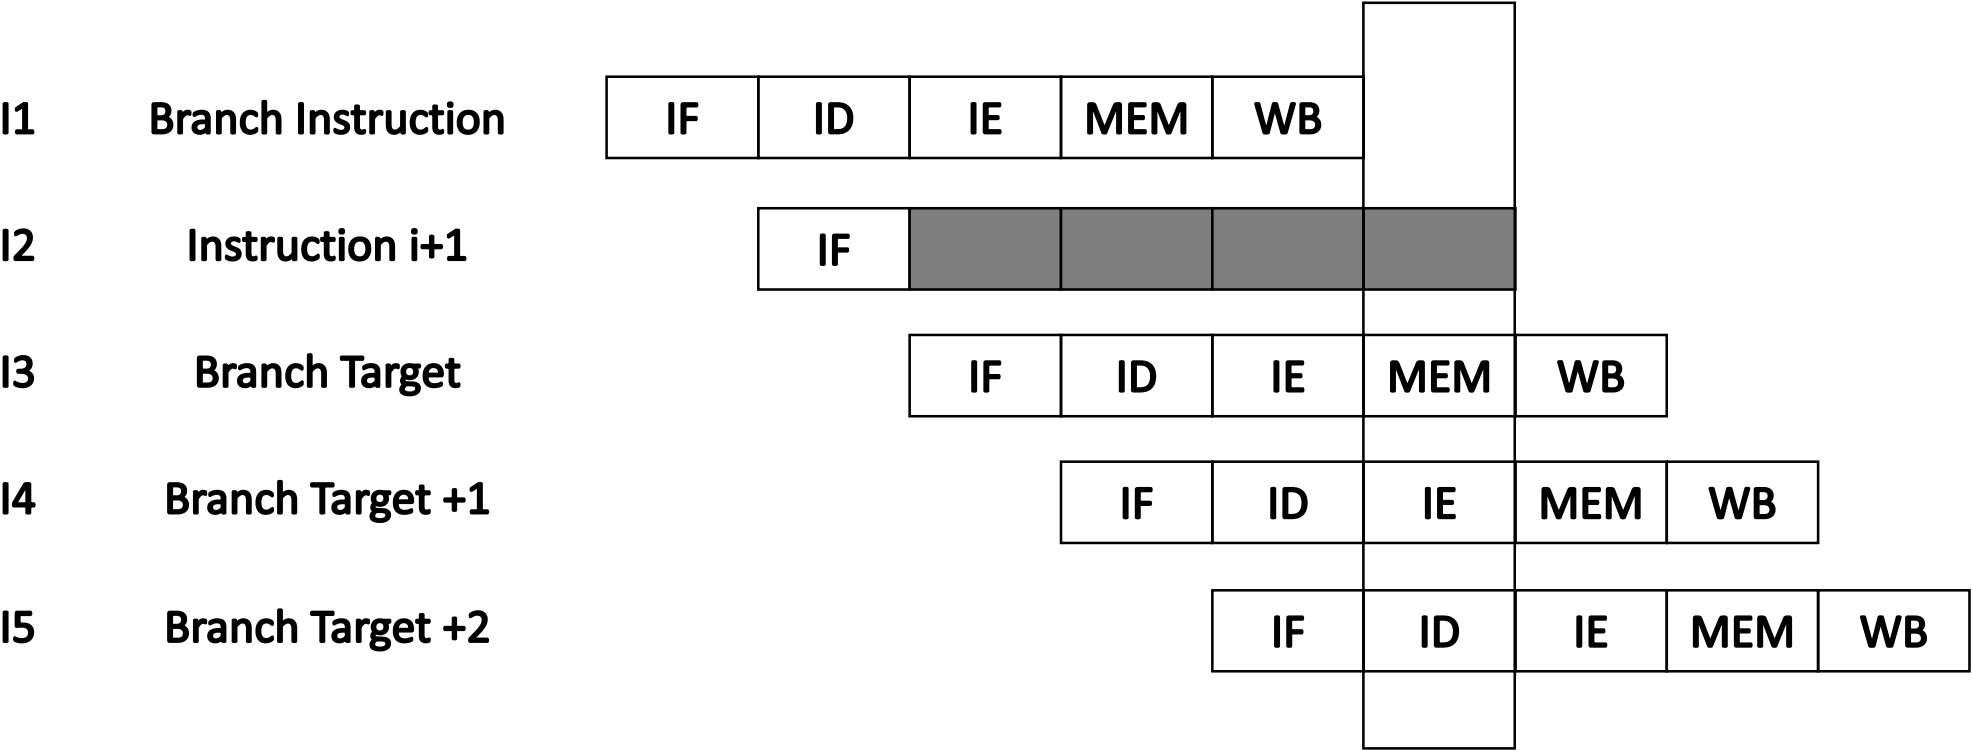 I1 Branch Instruction IF ID IE MEM WB
I2 Instruction i+1 IF
I3 Branch Target IF ID IE MEM WB
I4 Branch Target +1 IF ID IE MEM WB
I5 Branch Target +2 IF ID IE MEM WB